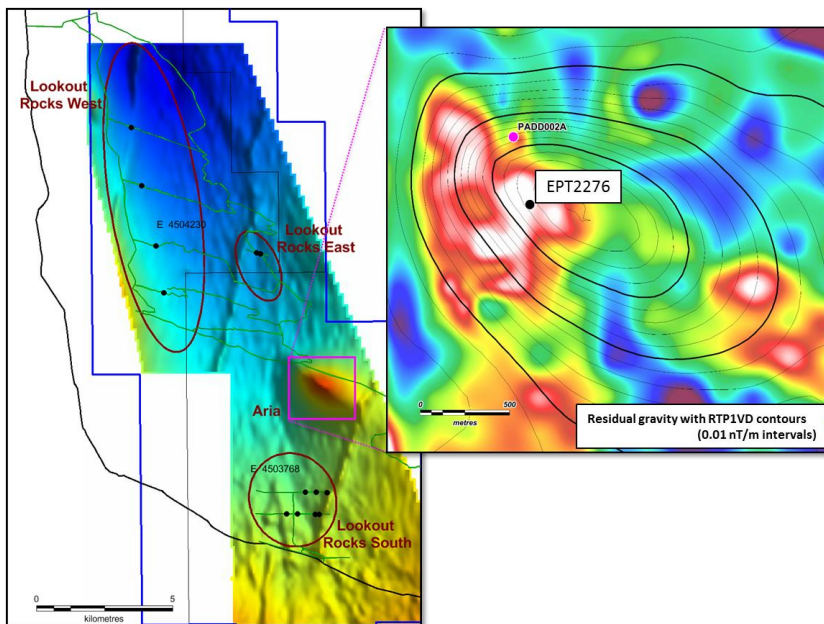 Lookout
Rocks West
E 4504230
Lookout
Rocks East
Aria
E 4503768
Lookout
Rocks South
0 5
kilometres
PADD002A
EPT2276
0 500
metres
Residual gravity with RTP1VD contours
(0.01 nT/m intervals)